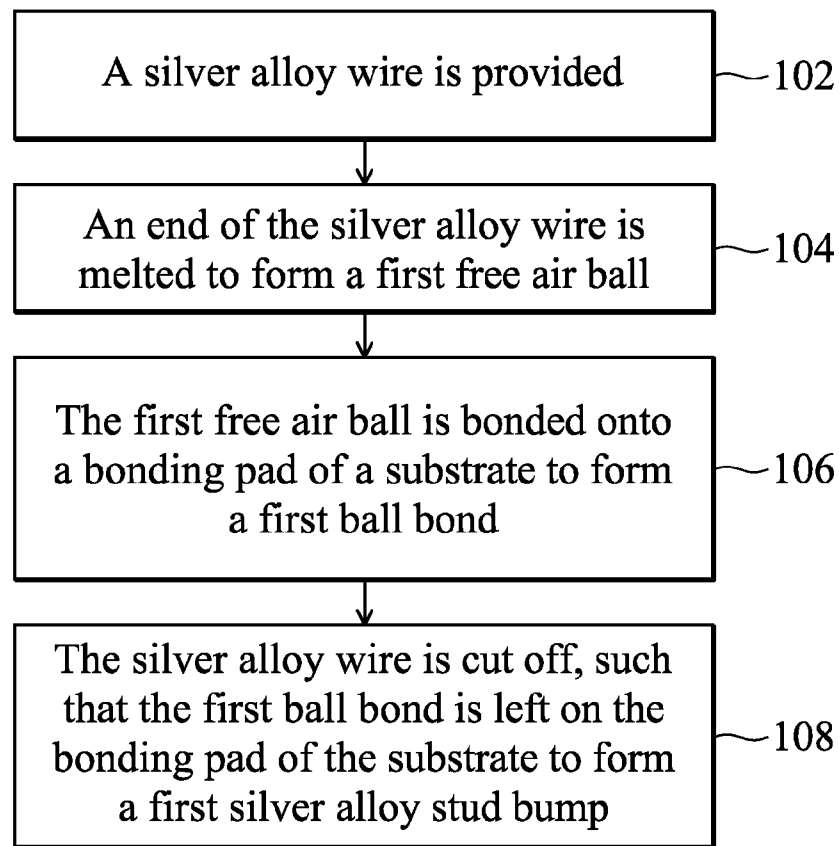 A silver alloy wire is provided
102
An end of the silver alloy wire is
melted to form a first free air ball
104
The first free air ball is bonded onto
a bonding pad of a substrate to form
a first ball bond
106
The silver alloy wire is cut off, such
that the first ball bond is left on the
bonding pad of the substrate to form
a first silver alloy stud bump
108